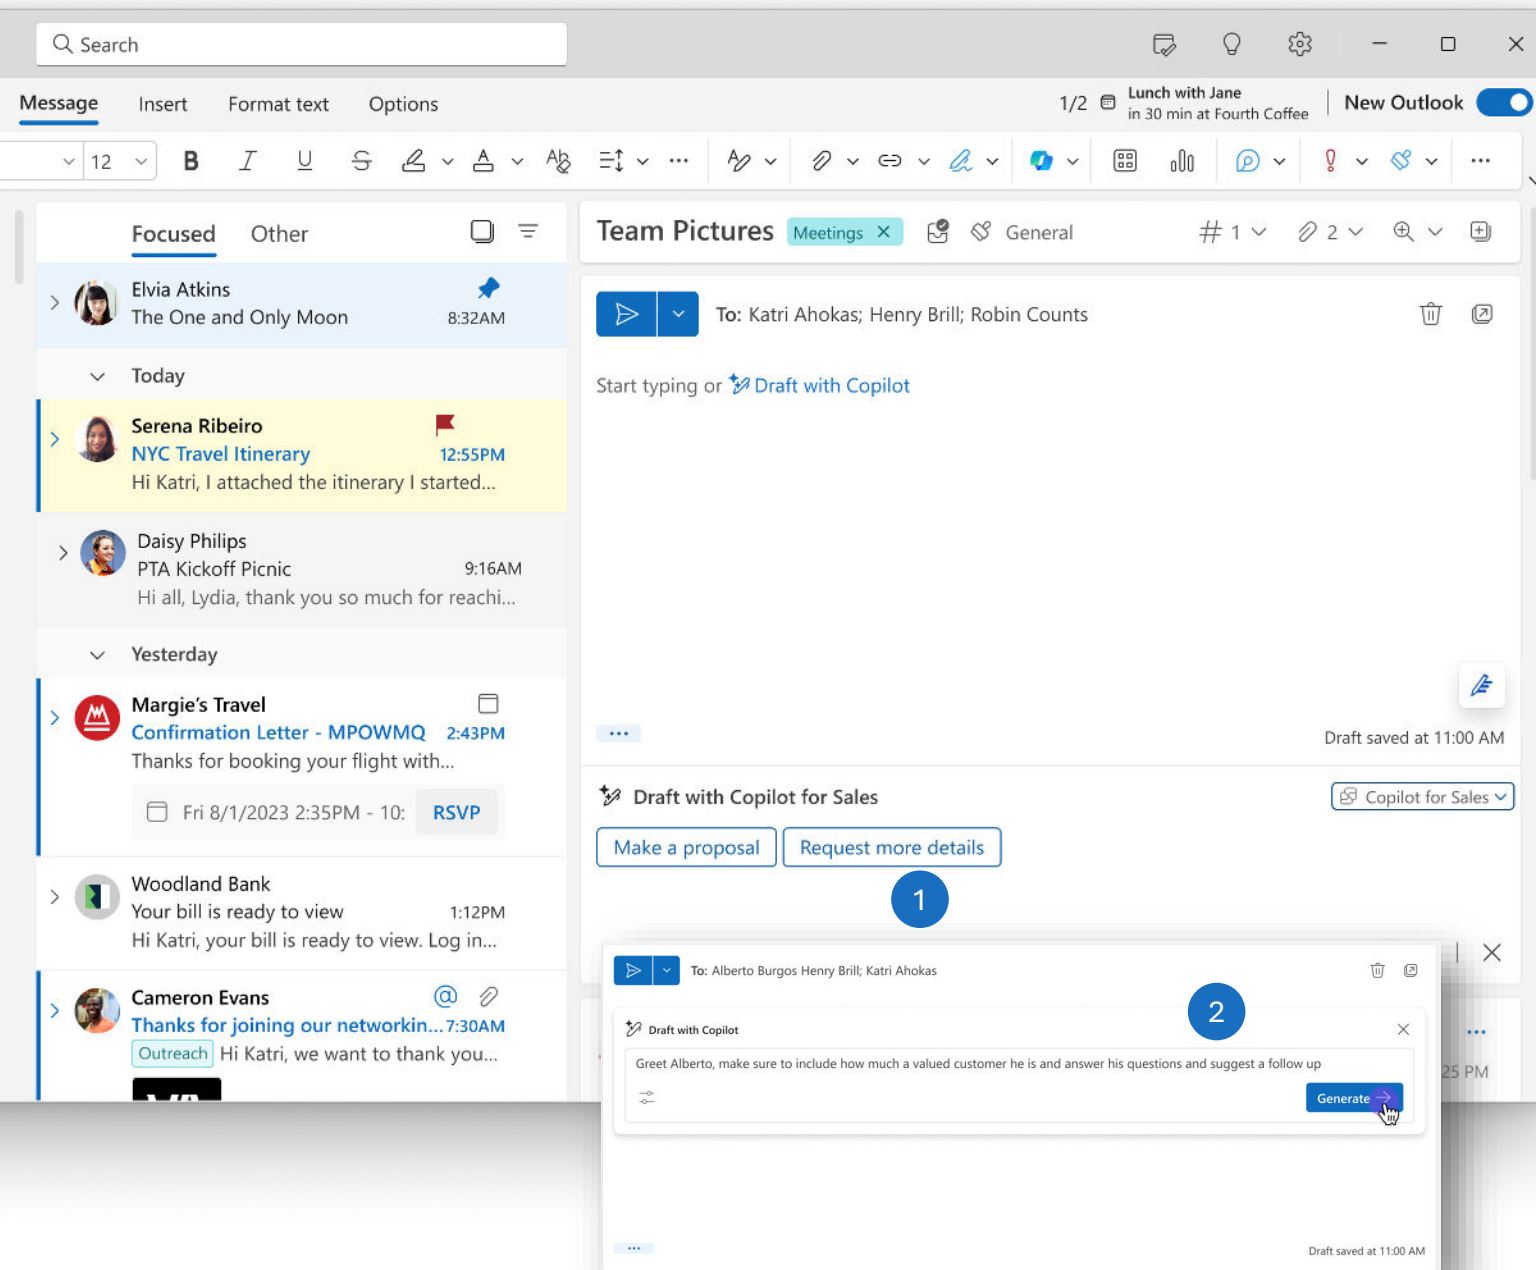 Search
Message Insert Format text Options
1/2 Lunch with Jane
in 30 min at Fourth Coffee
New Outlook
12 B I U S A Ab
Focused Other
Elvia Atkins
The One and Only Moon 8:32AM
Today
Serena Ribeiro
NYC Travel Itinerary 12:55PM
Hi Katri, I attached the itinerary I started...
Daisy Philips
PTA Kickoff Picnic 9:16AM
Hi all, Lydia, thank you so much for reachi...
Yesterday
Margie's Travel
Confirmation Letter - MPOWMQ 2:43PM
Thanks for booking your flight with...
Fri 8/1/2023 2:35PM - 10: RSVP
Woodland Bank
Your bill is ready to view 1:12PM
Hi Katri, your bill is ready to view. Log in...
Cameron Evans @
Thanks for joining our networkin... 7:30AM
Outreach Hi Katri, we want to thank you...
Team Pictures Meetings General # 1 2
To: Katri Ahokas; Henry Brill; Robin Counts
Start typing or Draft with Copilot
Draft saved at 11:00 AM
Draft with Copilot for Sales Copilot for Sales
Make a proposal Request more details
1
To: Alberto Burgos Henry Brill; Katri Ahokas
2
Draft with Copilot
Greet Alberto, make sure to include how much a valued customer he is and answer his questions and suggest a follow up
Generate
25 PM
Draft saved at 11:00 AM